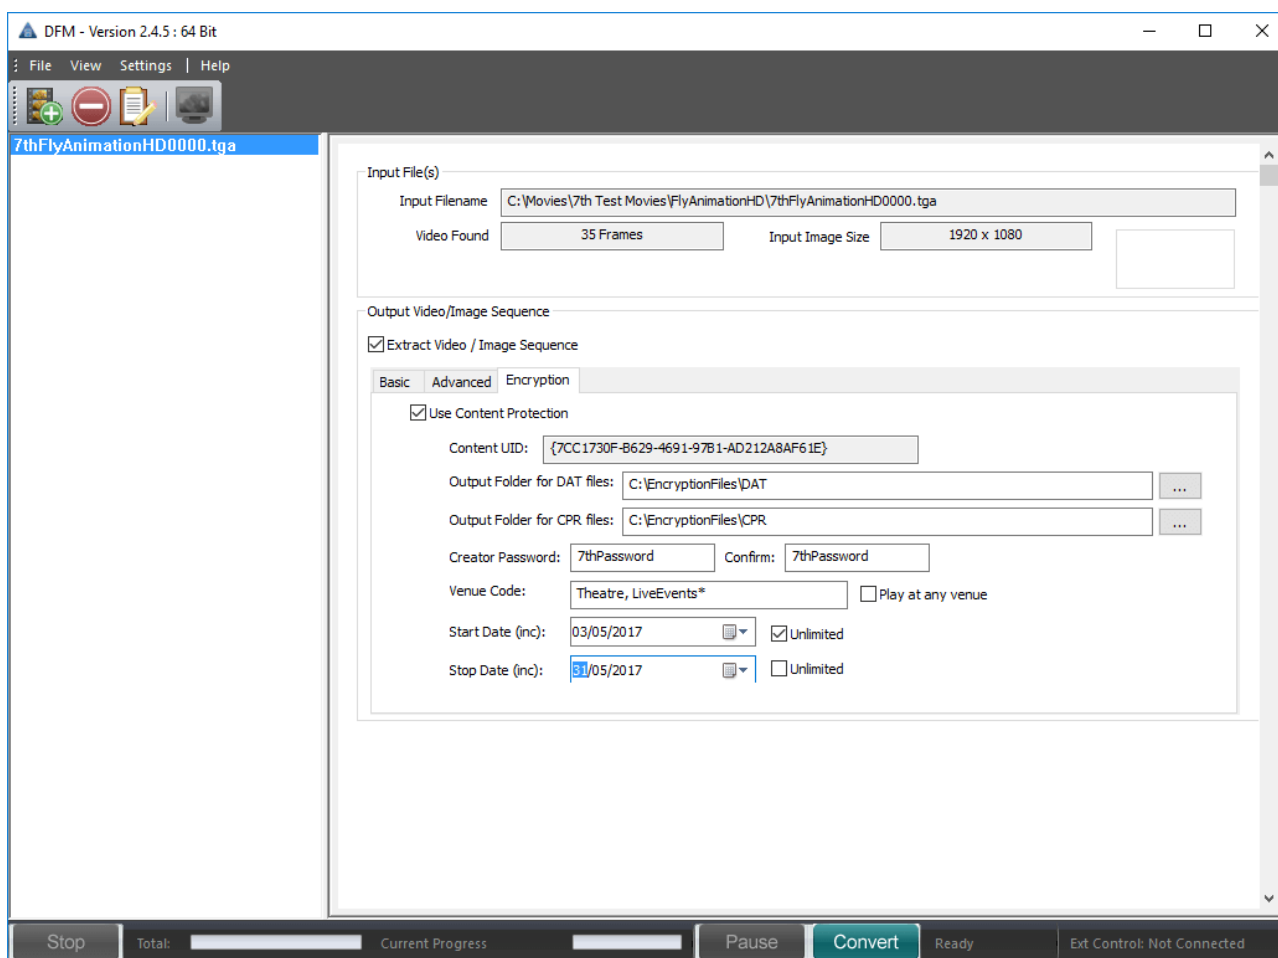 DFM - Version 2.4.5 : 64 Bit
File View Settings | Help
7thFlyAnimationHD0000.tga
Input File(s)
Input Filename C:\Movies\7th Test Movies\FlyAnimationHD\7thFlyAnimationHD0000.tga
Video Found 35 Frames Input Image Size 1920 x 1080
Output Video/Image Sequence
Extract Video / Image Sequence
Basic Advanced Encryption
Use Content Protection
Content UID: {7CC1730F-B629-4691-97B1-AD212A8AF61E}
Output Folder for DAT files: C:\EncryptionFiles\DAT ...
Output Folder for CPR files: C:\EncryptionFiles\CPR ...
Creator Password: 7thPassword Confirm: 7thPassword
Venue Code: Theatre, LiveEvents* Play at any venue
Start Date (inc): 03/05/2017 Unlimited
Stop Date (inc): 31/05/2017 Unlimited
Stop Total: Current Progress Pause Convert Ready Ext Control: Not Connected